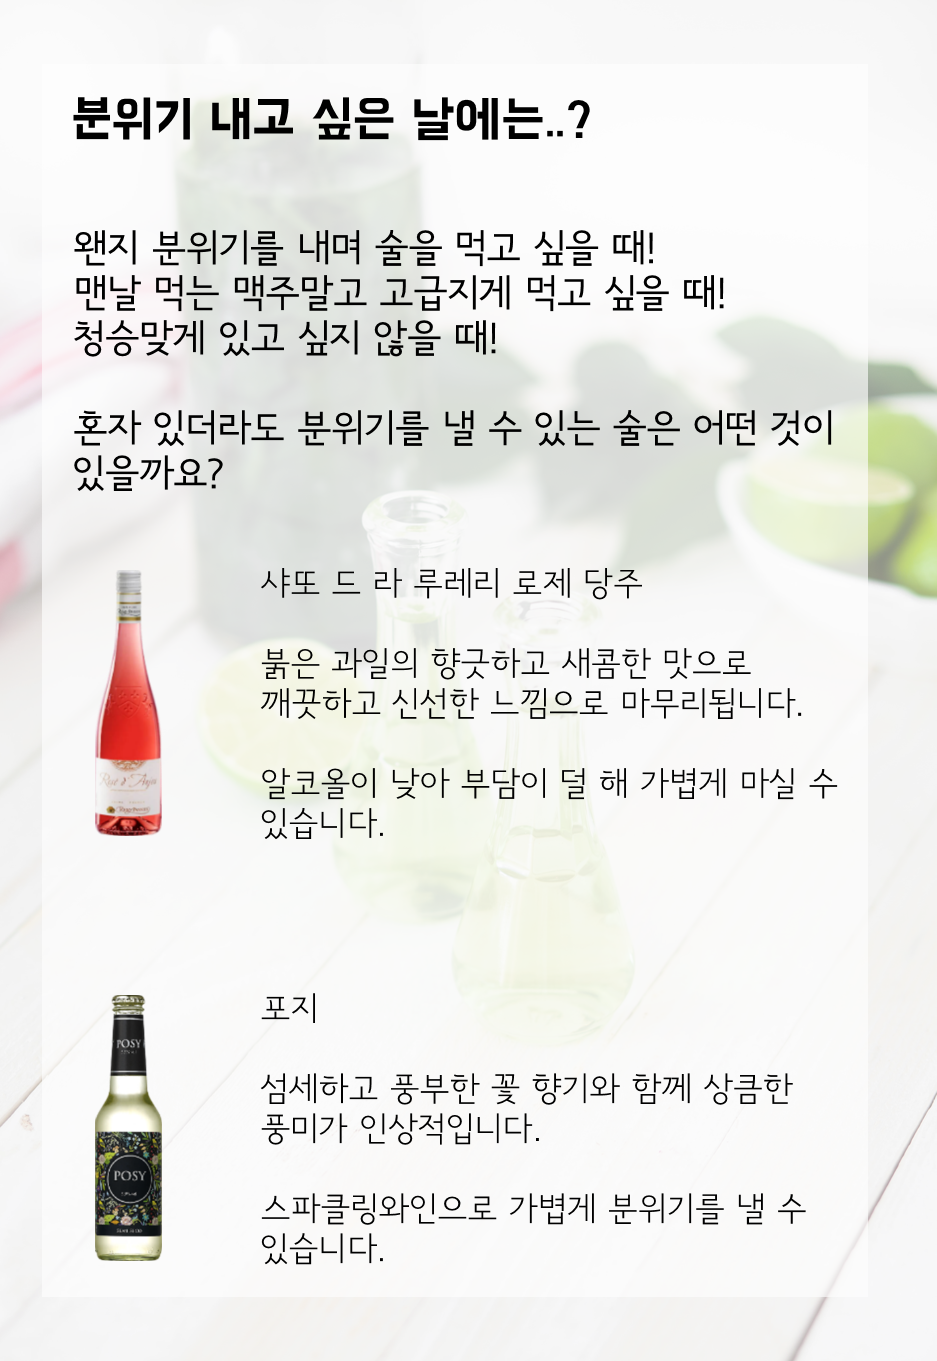 분위기 내고 싶은 날에는..?
왠지 분위기를 내며 술을 먹고 싶을 때!
맨날 먹는 맥주말고 고급지게 먹고 싶을 때!
청승맞게 있고 싶지 않을 때!
혼자 있더라도 분위기를 낼 수 있는 술은 어떤 것이
있을까요?
샤또 드 라 루레리 로제 당주
붉은 과일의 향긋하고 새콤한 맛으로
깨끗하고 신선한 느낌으로 마무리됩니다.
알코올이 낮아 부담이 덜 해 가볍게 마실 수
있습니다.
Rosé d'Anjou
포지
섬세하고 풍부한 꽃 향기와 함께 상큼한
풍미가 인상적입니다.
스파클링와인으로 가볍게 분위기를 낼 수
있습니다.
POSY
POSY